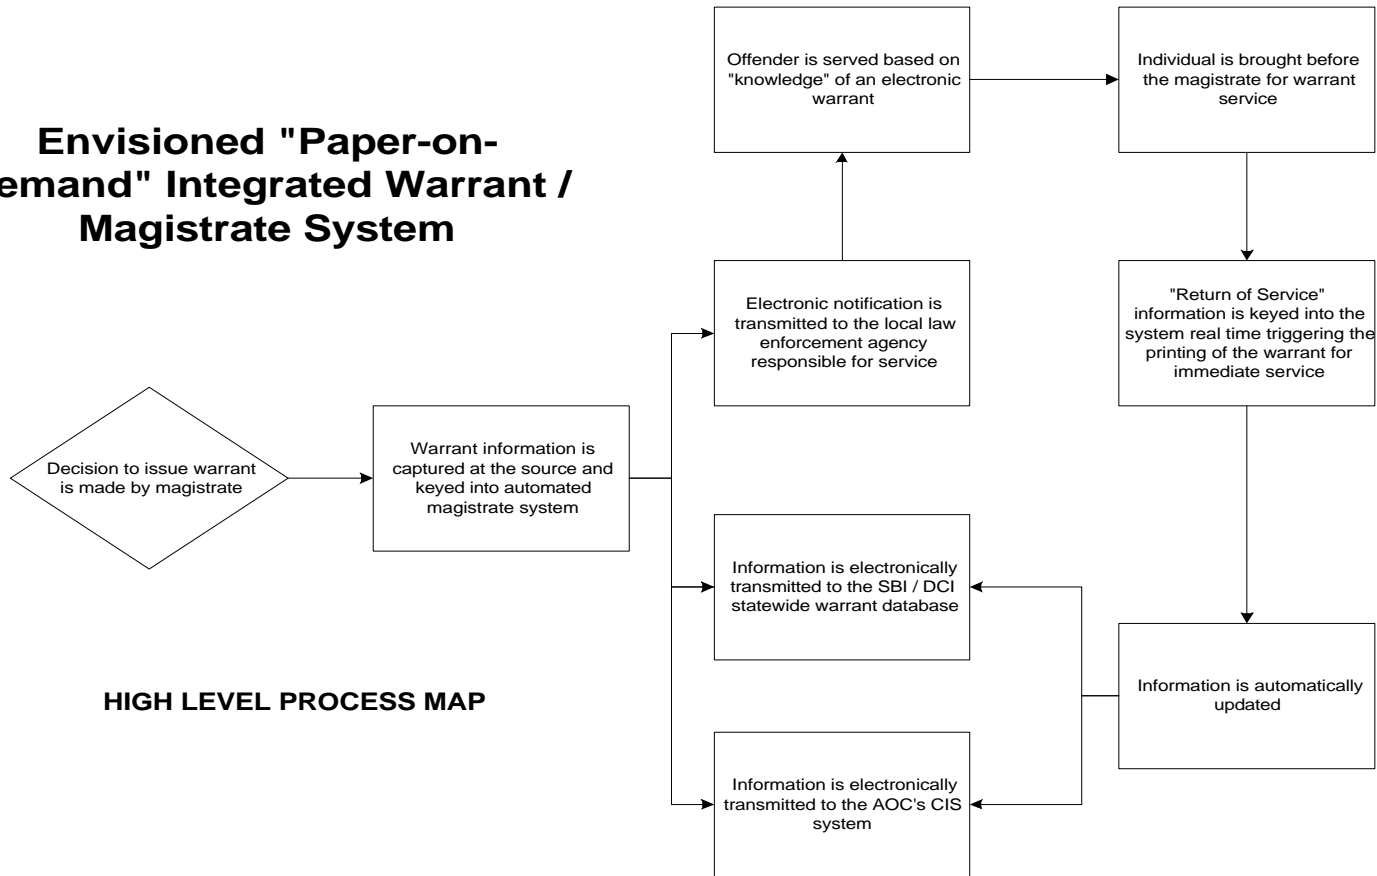 Envisioned "Paper-on-
emand" Integrated Warrant /
Magistrate System
HIGH LEVEL PROCESS MAP
Decision to issue warrant
is made by magistrate
Warrant information is
captured at the source and
keyed into automated
magistrate system
Electronic notification is
transmitted to the local law
enforcement agency
responsible for service
Offender is served based on
"knowledge" of an electronic
warrant
Individual is brought before
the magistrate for warrant
service
"Return of Service"
information is keyed into the
system real time triggering the
printing of the warrant for
immediate service
Information is automatically
updated
Information is electronically
transmitted to the SBI / DCI
statewide warrant database
Information is electronically
transmitted to the AOC's CIS
system